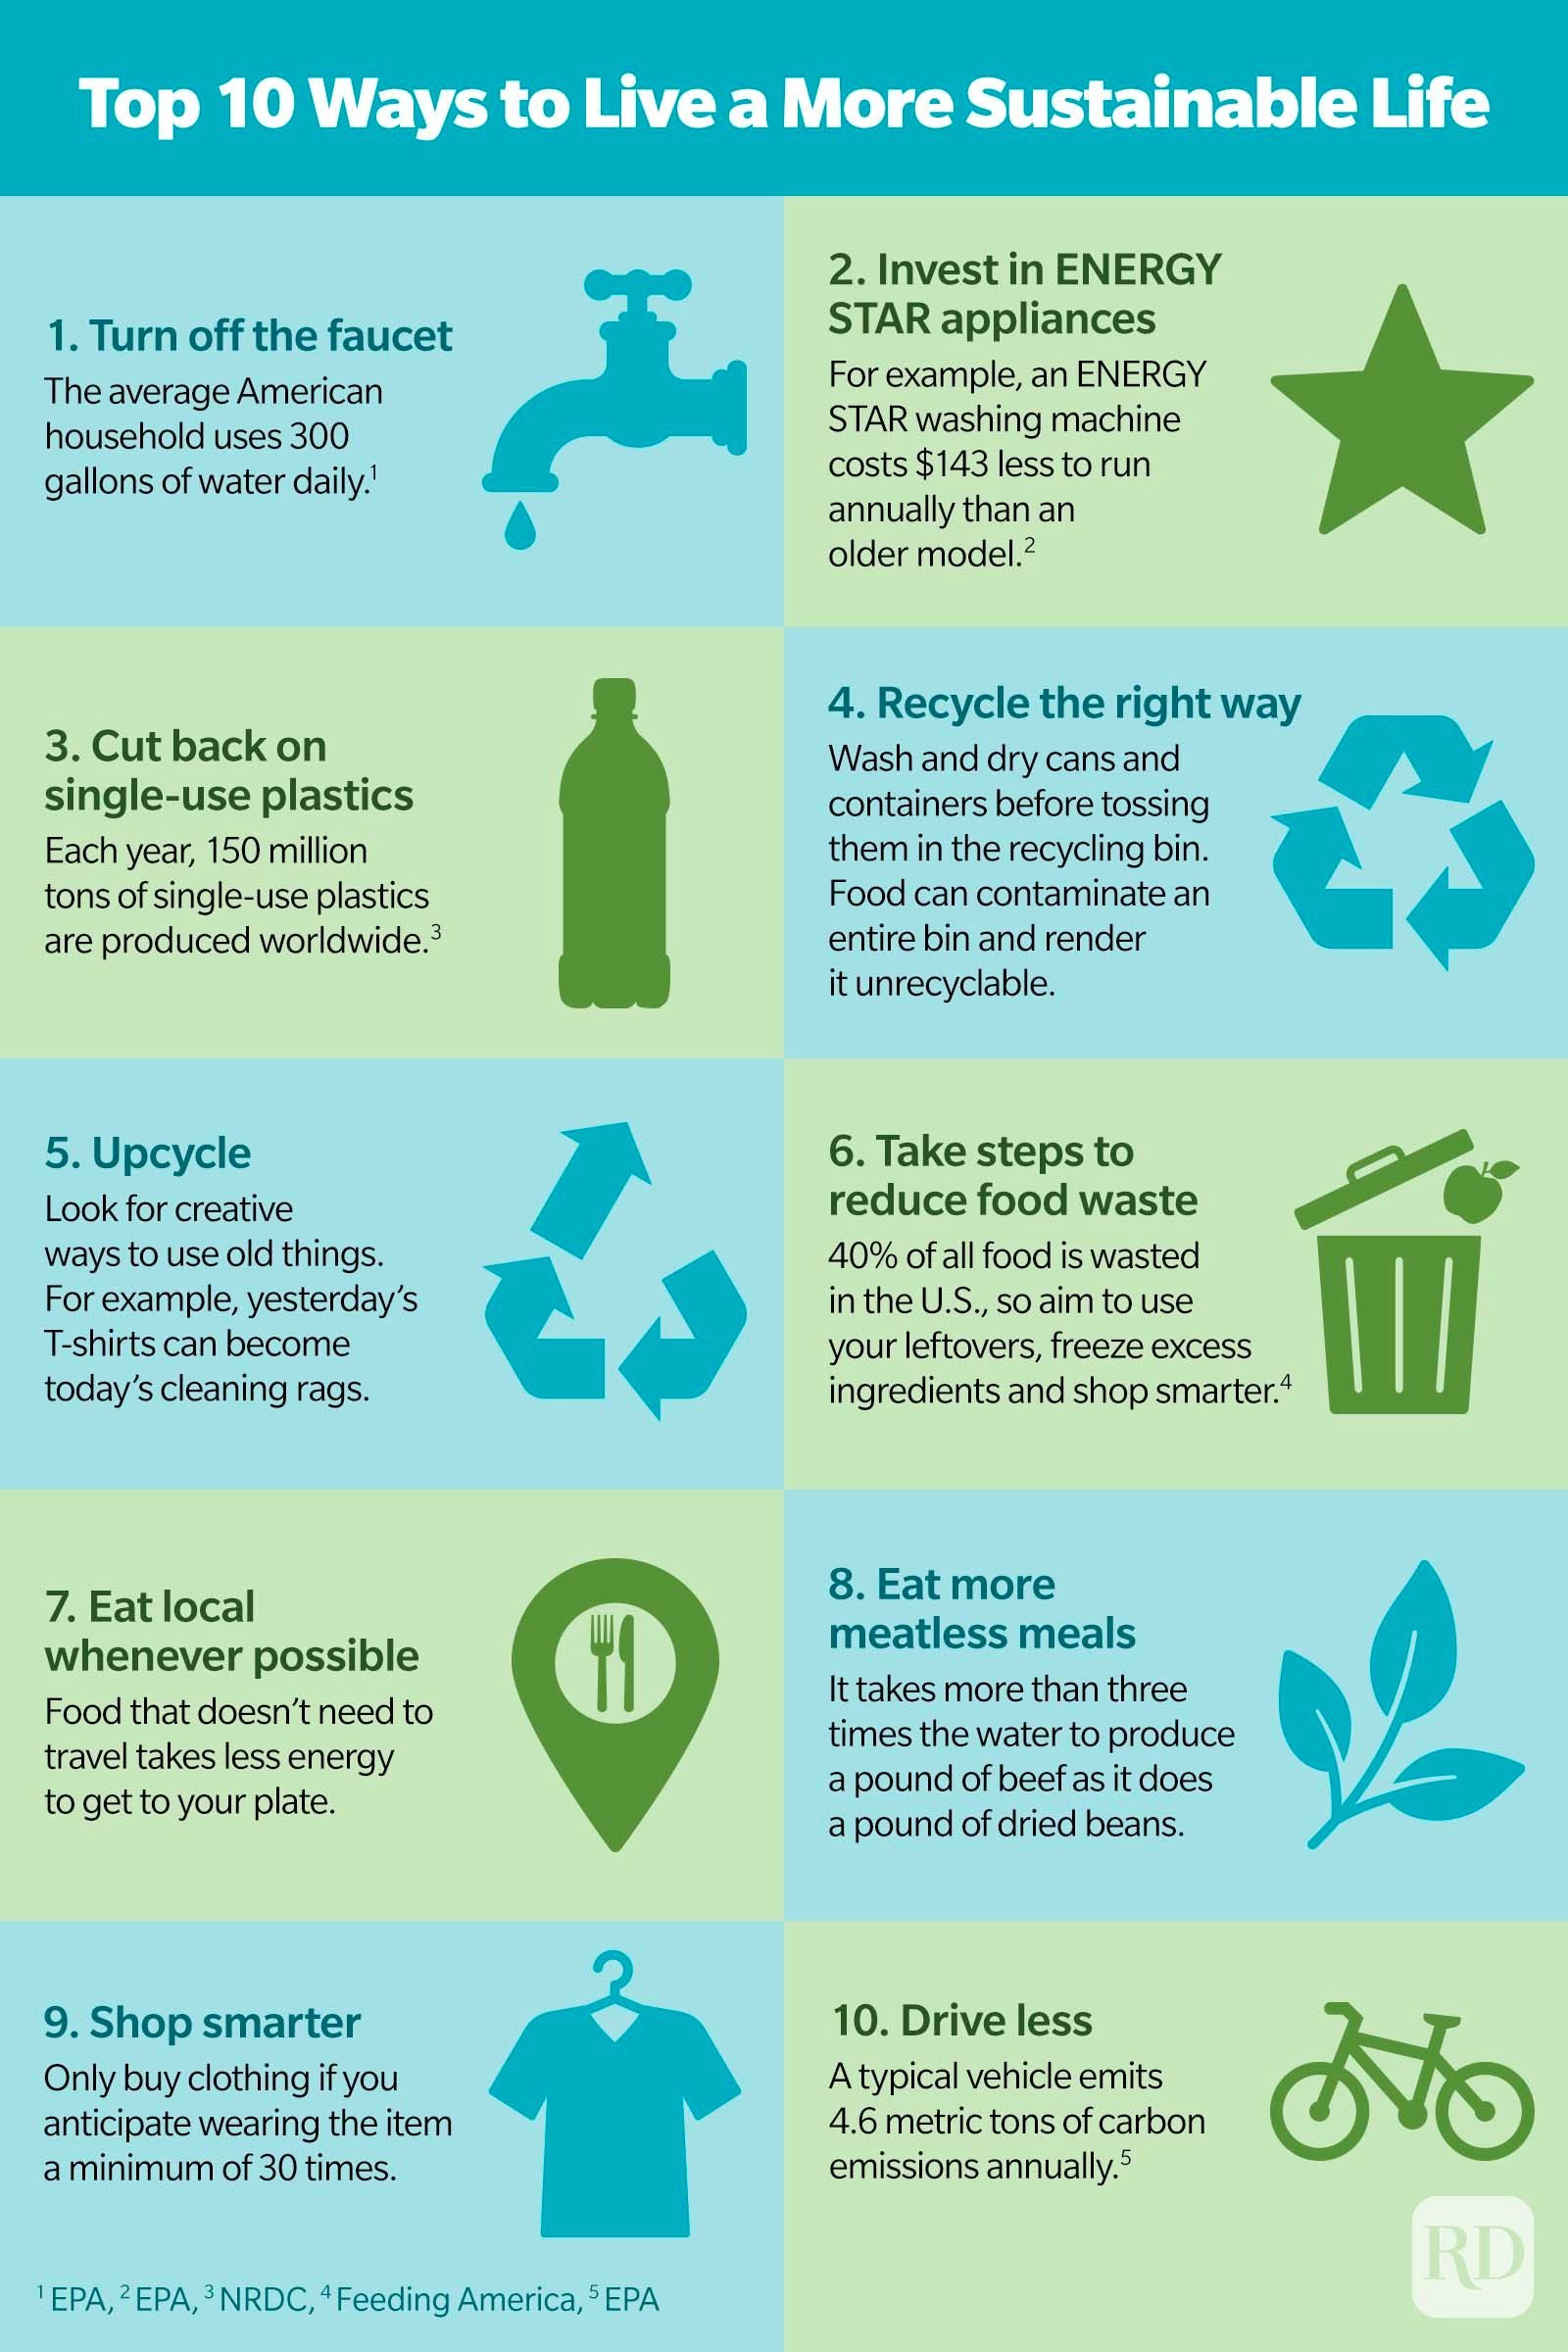 Top 10 Ways to Live a More Sustainable Life
1. Turn off the faucet
The average American
household uses 300
gallons of water daily.¹
2. Invest in ENERGY
STAR appliances
For example, an ENERGY
STAR washing machine
costs $143 less to run
annually than an
older model.²
3. Cut back on
single-use plastics
Each year, 150 million
tons of single-use plastics
are produced worldwide.³
4. Recycle the right way
Wash and dry cans and
containers before tossing
them in the recycling bin.
Food can contaminate an
entire bin and render
it unrecyclable.
5. Upcycle
Look for creative
ways to use old things.
For example, yesterday’s
T-shirts can become
today’s cleaning rags.
6. Take steps to
reduce food waste
40% of all food is wasted
in the U.S., so aim to use
your leftovers, freeze excess
ingredients and shop smarter.⁴
7. Eat local
whenever possible
Food that doesn’t need to
travel takes less energy
to get to your plate.
8. Eat more
meatless meals
It takes more than three
times the water to produce
a pound of beef as it does
a pound of dried beans.
9. Shop smarter
Only buy clothing if you
anticipate wearing the item
a minimum of 30 times.
10. Drive less
A typical vehicle emits
4.6 metric tons of carbon
emissions annually.⁵
¹ EPA, ² EPA, ³ NRDC, ⁴ Feeding America, ⁵ EPA
RD